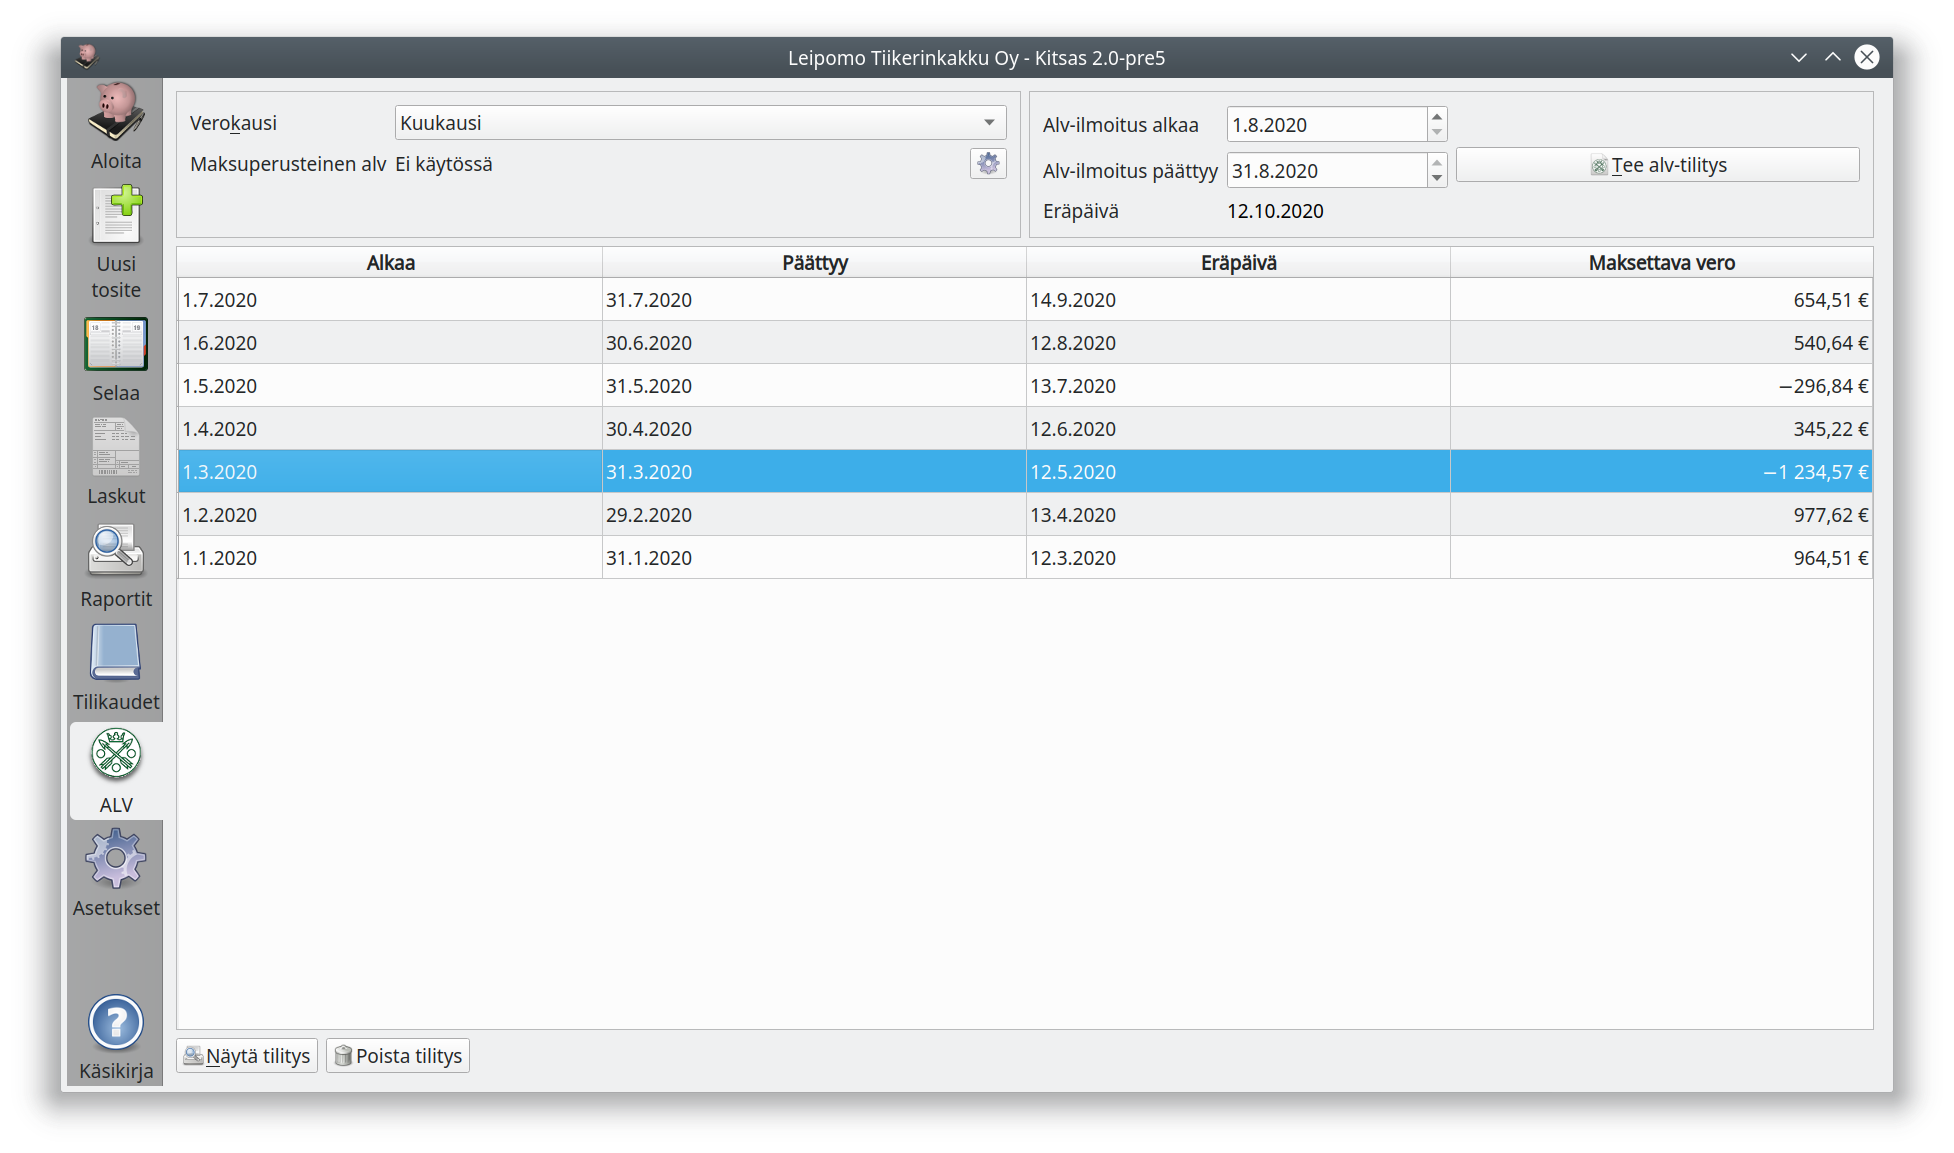 Leipomo Tiikerinkakku Oy - Kitsas 2.0-pre5
Aloita
Uusi
tosite
Selaa
Laskut
Raportit
Tilikaudet
ALV
Asetukset
Käsikirja
Verokausi Kuukausi
Maksuperusteinen alv Ei käytössä
Alv-ilmoitus alkaa 1.8.2020
Alv-ilmoitus päättyy 31.8.2020
Tee alv-tilitys
Eräpäivä 12.10.2020
Alkaa Päättyy Eräpäivä Maksettava vero
1.7.2020 31.7.2020 14.9.2020 654,51 €
1.6.2020 30.6.2020 12.8.2020 540,64 €
1.5.2020 31.5.2020 13.7.2020 −296,84 €
1.4.2020 30.4.2020 12.6.2020 345,22 €
1.3.2020 31.3.2020 12.5.2020 −1 234,57 €
1.2.2020 29.2.2020 13.4.2020 977,62 €
1.1.2020 31.1.2020 12.3.2020 964,51 €
Näytä tilitys Poista tilitys